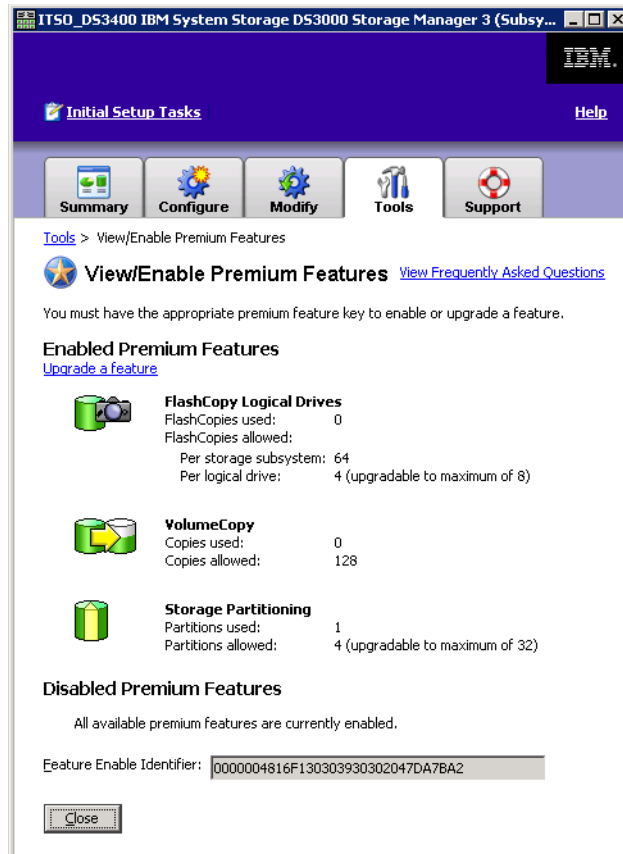 ITSO_DS3400 IBM System Storage DS3000 Storage Manager 3 (Subsy...
IBM.
Initial Setup Tasks
Help
Summary
Configure
Modify
Tools
Support
Tools > View/Enable Premium Features
View/Enable Premium Features View Frequently Asked Questions
You must have the appropriate premium feature key to enable or upgrade a feature.
Enabled Premium Features
Upgrade a feature
FlashCopy Logical Drives
FlashCopies used: 0
FlashCopies allowed:
Per storage subsystem: 64
Per logical drive: 4 (upgradable to maximum of 8)
VolumeCopy
Copies used: 0
Copies allowed: 128
Storage Partitioning
Partitions used: 1
Partitions allowed: 4 (upgradable to maximum of 32)
Disabled Premium Features
All available premium features are currently enabled.
Feature Enable Identifier: 0000004816F130303930302047DA7BA2
Close